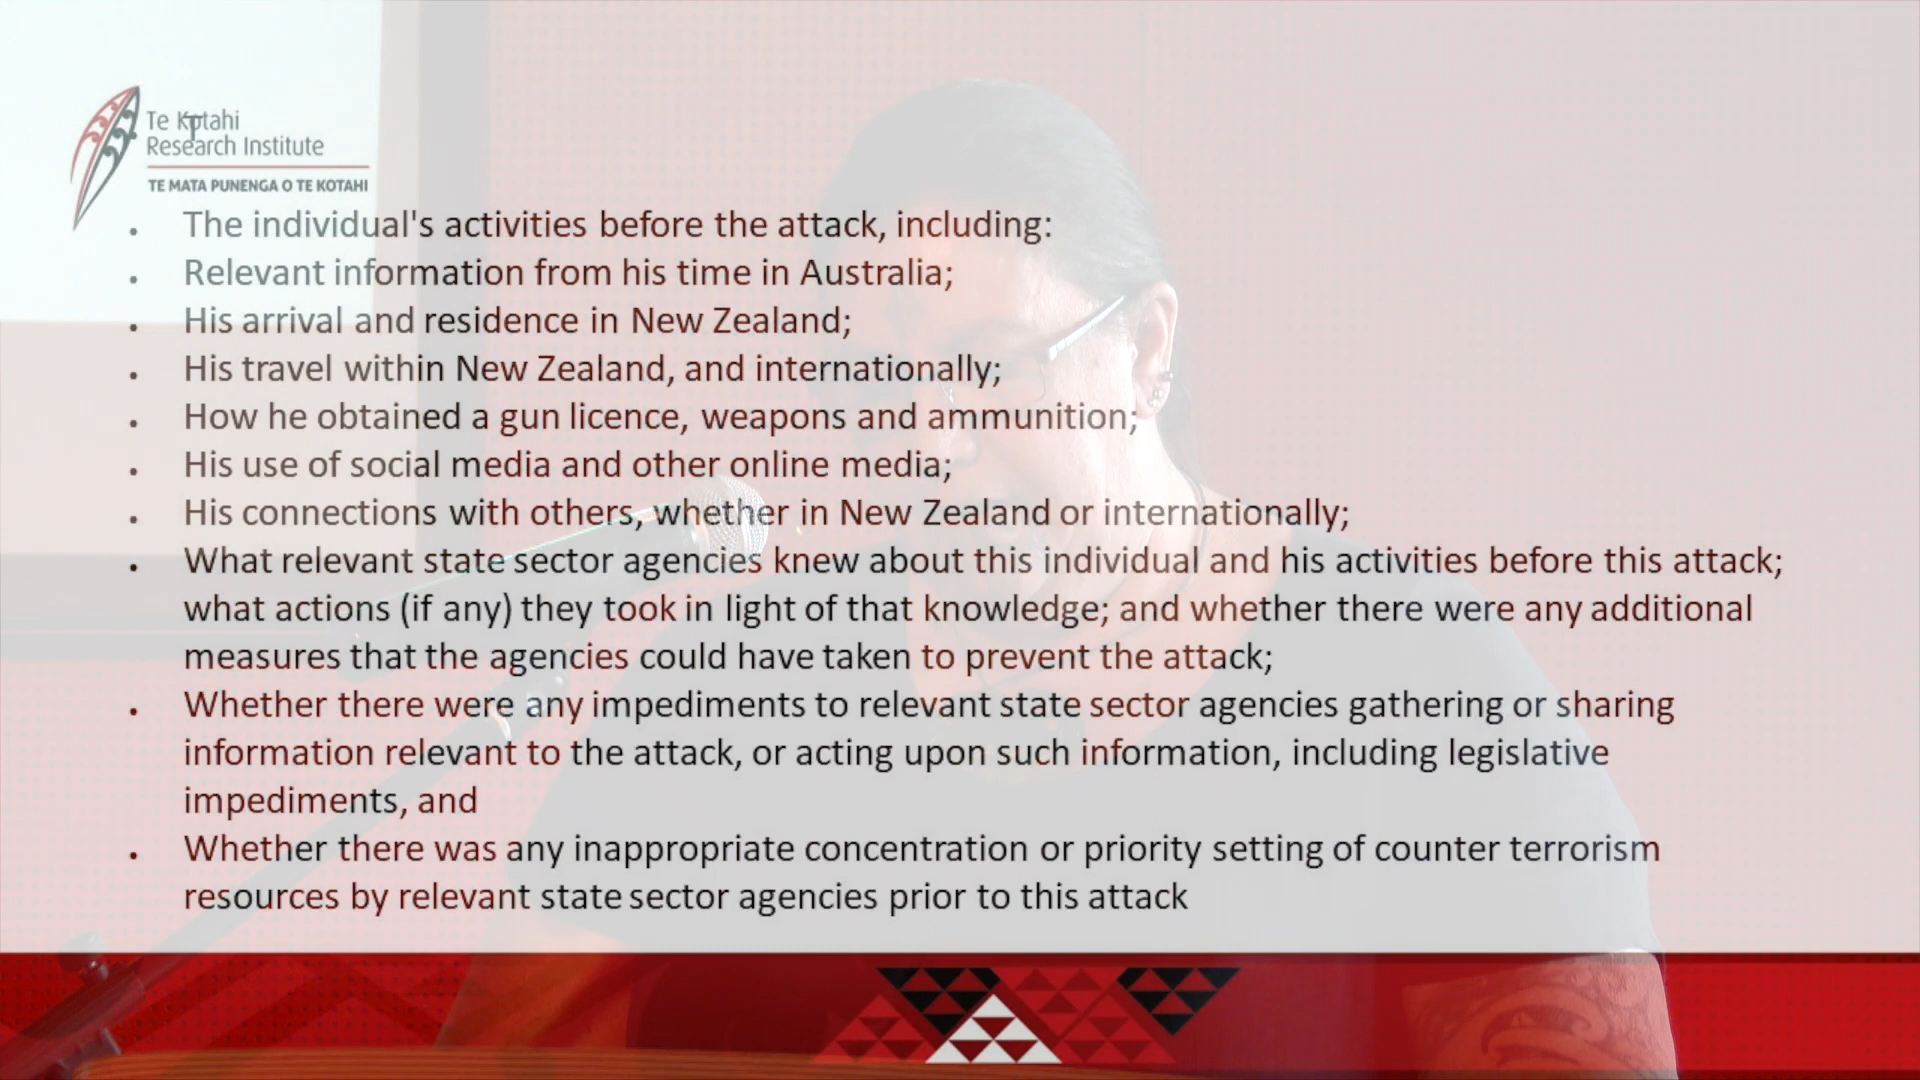 Te Kotahi
Research Institute
TE MATA PUNENGA O TE KOTAHI
T
. The individual's activities before the attack, including:
. Relevant information from his time in Australia;
. His arrival and residence in New Zealand;
. His travel within New Zealand, and internationally;
. How he obtained a gun licence, weapons and ammunition;
. His use of social media and other online media;
. His connections with others, whether in New Zealand or internationally;
. What relevant state sector agencies knew about this individual and his activities before this attack;
what actions (if any) they took in light of that knowledge; and whether there were any additional
measures that the agencies could have taken to prevent the attack;
. Whether there were any impediments to relevant state sector agencies gathering or sharing
information relevant to the attack, or acting upon such information, including legislative
impediments, and
. Whether there was any inappropriate concentration or priority setting of counter terrorism
resources by relevant state sector agencies prior to this attack